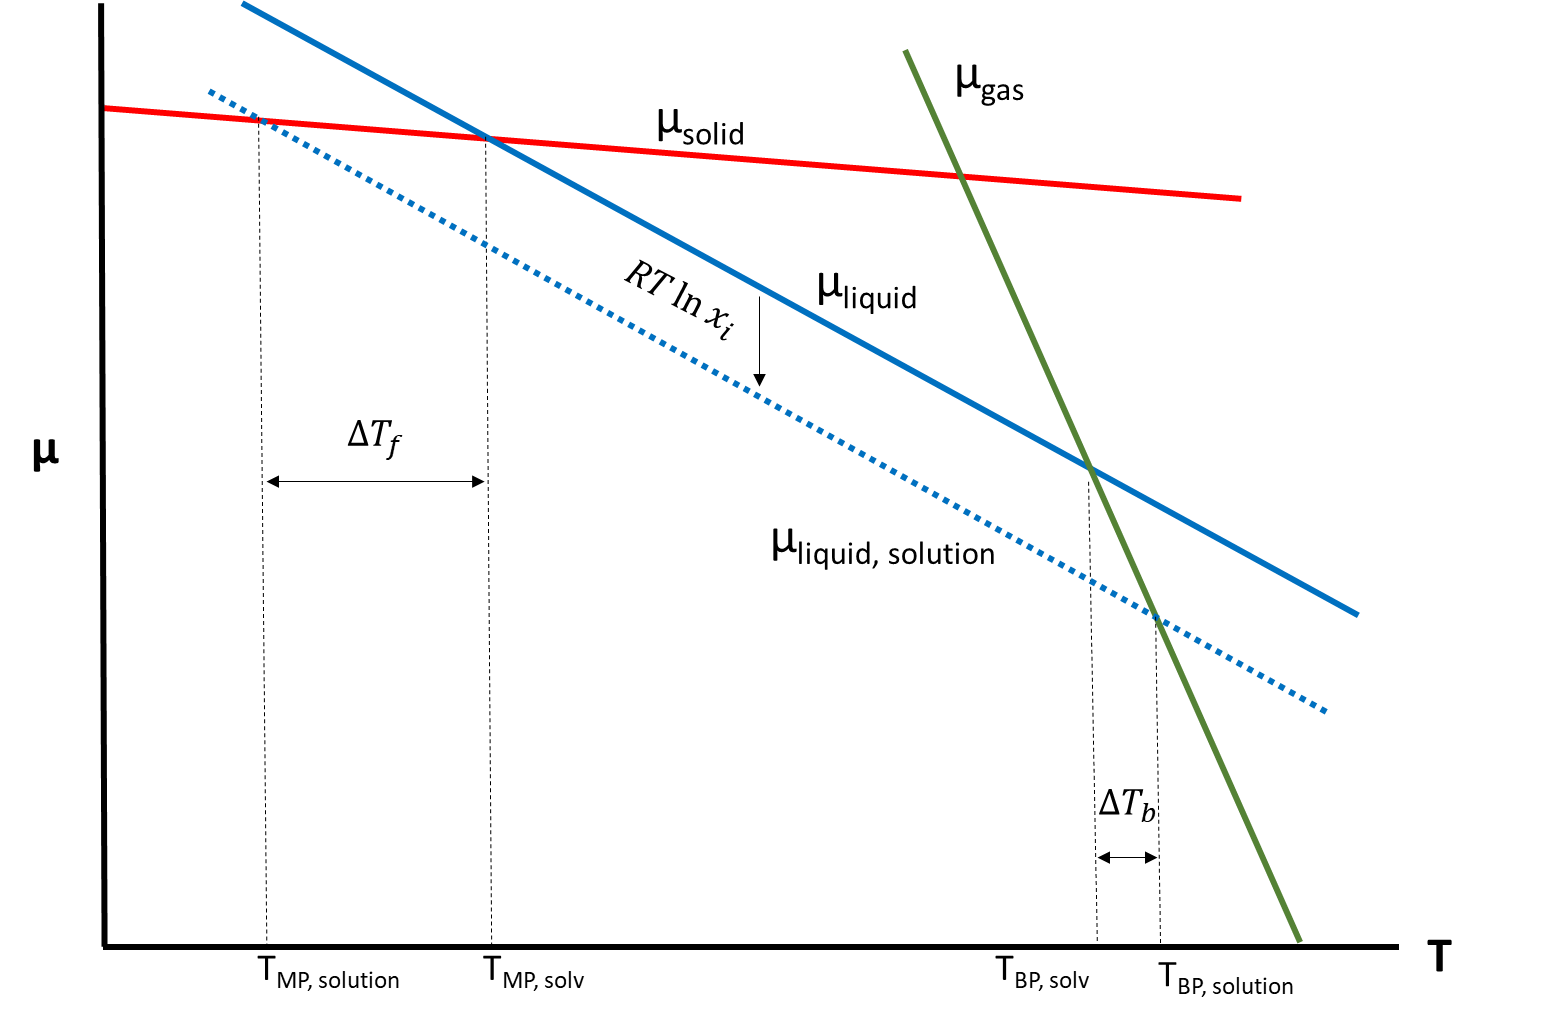 μgas
μsolid
RT ln xi
μliquid
ΔTf
μ
μliquid, solution
ΔTb
T
TMP, solution
TMP, solv
TBP, solv
TBP, solution